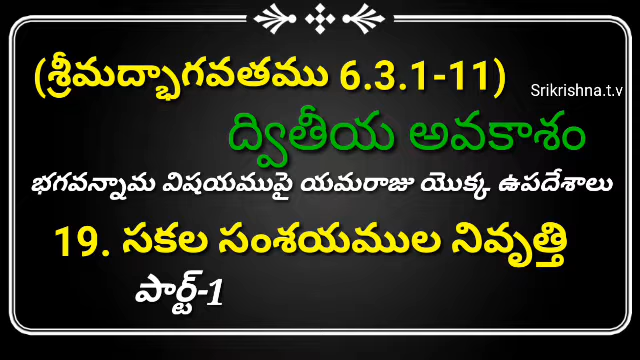 (శ్రీమద్భాగవతము 6.3.1-11)
Srikrishna.t.v
ద్వితీయ అవకాశం
భగవన్నామ విషయముపై యమరాజు యొక్క ఉపదేశాలు
19. సకల సంశయముల నివృత్తి
పార్ట్-1